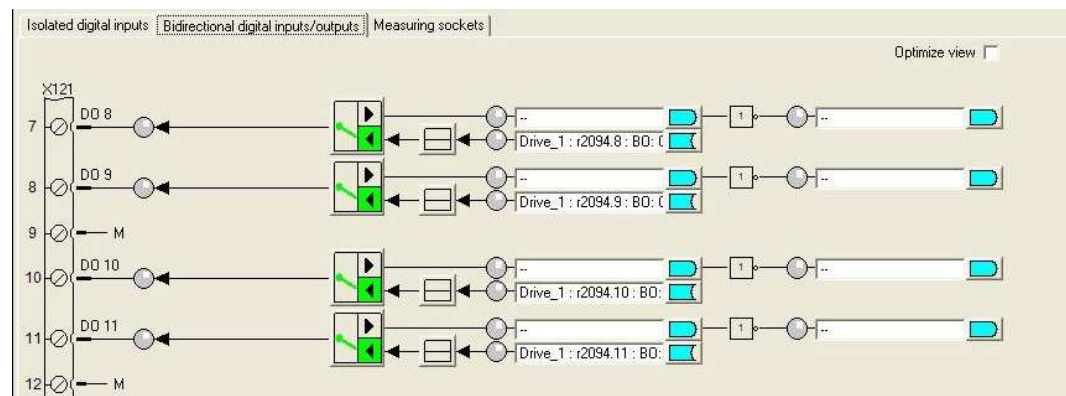 Isolated digital inputs Bidirectional digital inputs/outputs Measuring sockets
Optimize view
X121
7 DO 8 -- 1 --
Drive_1 : r2094.8 : BO: (
8 DO 9 -- 1 --
Drive_1 : r2094.9 : BO: (
9 M
10 DO 10 -- 1 --
Drive_1 : r2094.10 : BO:
11 DO 11 -- 1 --
Drive_1 : r2094.11 : BO:
12 M